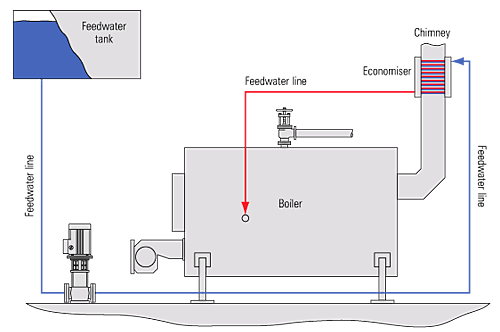 Feedwater
tank
Chimney
Economiser
Feedwater line
Feedwater line
Boiler
Feedwater line